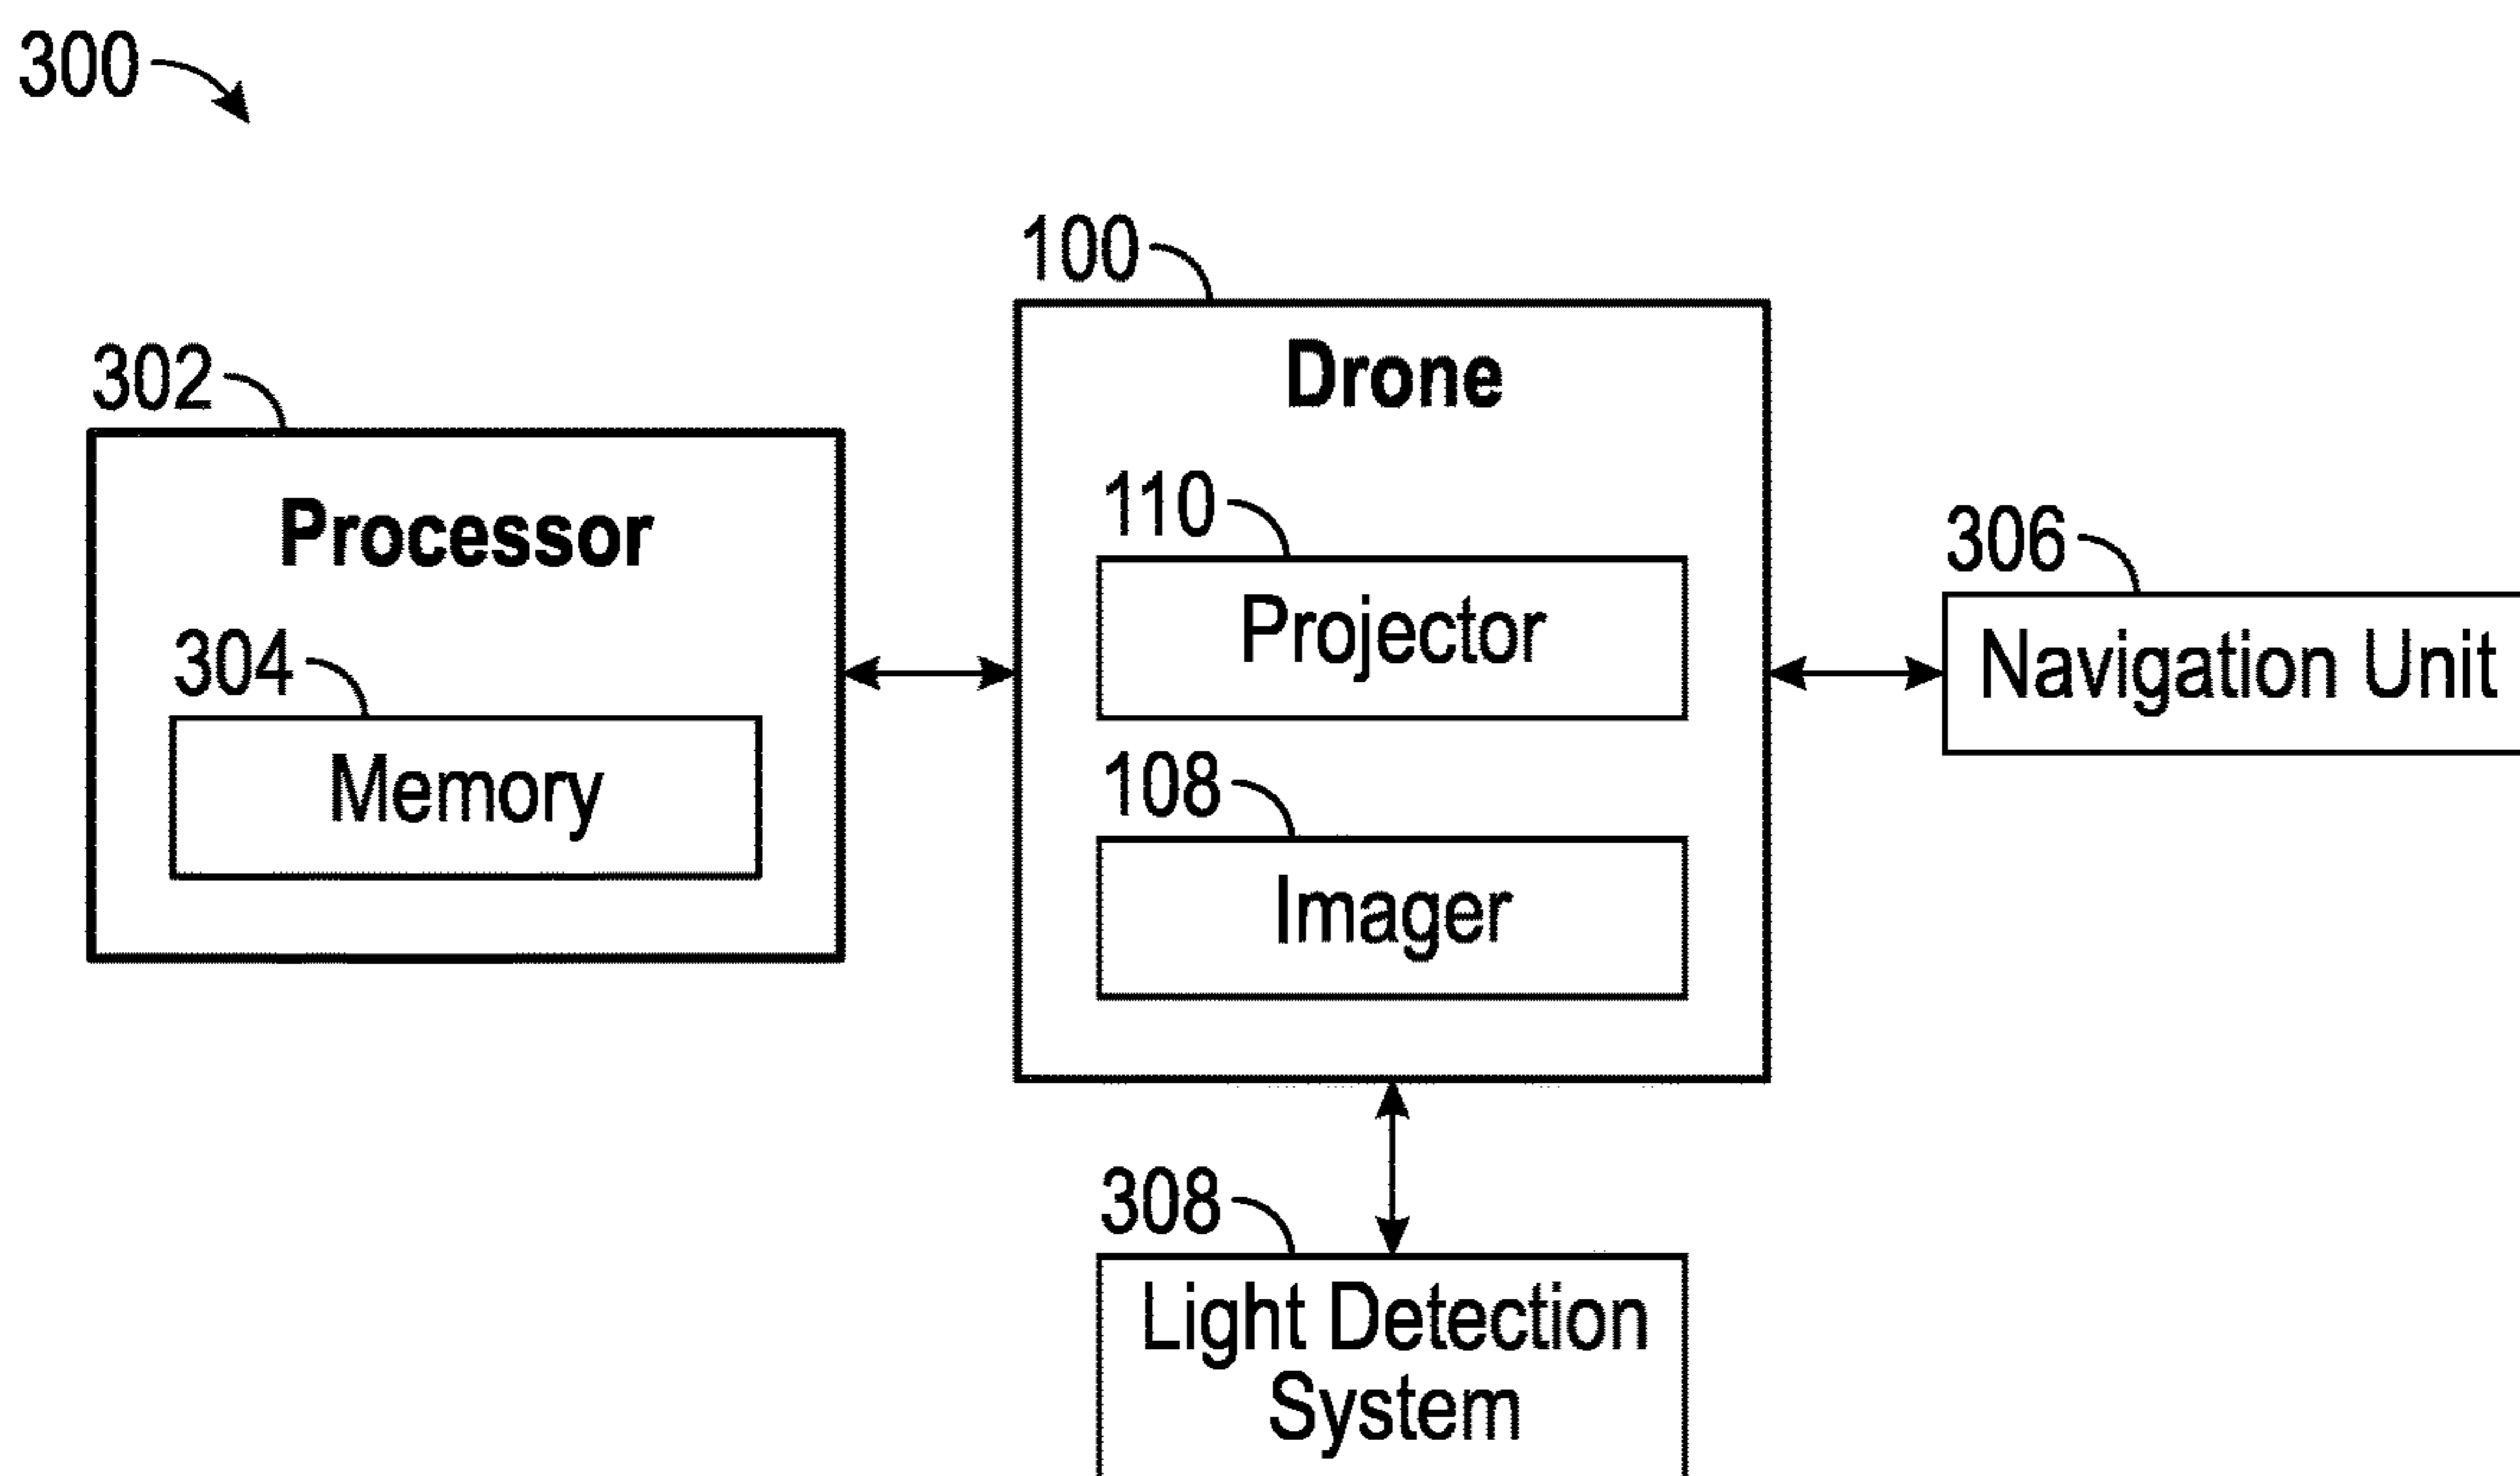 300
100
Drone
302
Processor
110
Projector
306
Navigation Unit
304
Memory
108
Imager
308
Light Detection
System